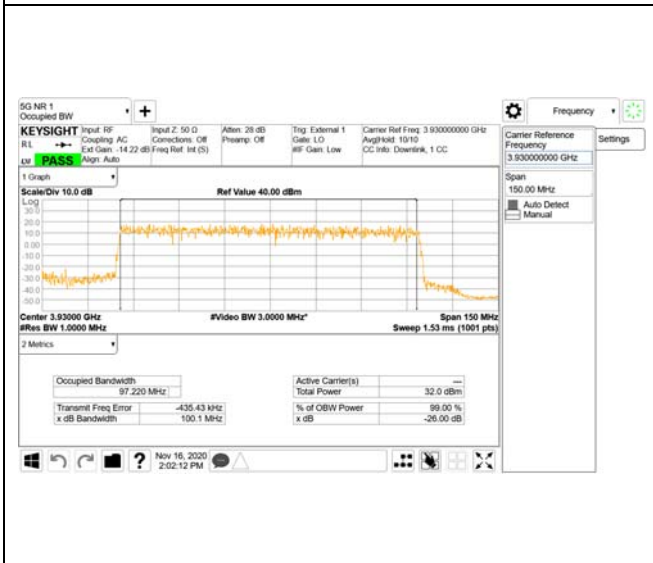 5G NR 1
Occupied BW
+
Frequency
KEYSIGHT Input: RF Input Z: 50 Ω Atten: 28 dB Trig: External 1 Carrier Ref Freq: 3.930000000 GHz
RL Coupling: AC Corrections: Off Preamp: Off Gate: LO Avg|Hold: 10/10
Ext Gain: -14.22 dB Freq Ref: Int (S) #IF Gain: Low CC Info: Downlink, 1 CC
PASS Align: Auto
Carrier Reference
Frequency
3.930000000 GHz
Settings
Span
150.00 MHz
Auto Detect
Manual
1 Graph
Scale/Div 10.0 dB Ref Value 40.00 dBm
Log
30.0
20.0
10.0
0.00
-10.0
-20.0
-30.0
-40.0
-50.0
Center 3.93000 GHz #Video BW 3.0000 MHz* Span 150 MHz
#Res BW 1.0000 MHz Sweep 1.53 ms (1001 pts)
2 Metrics
Occupied Bandwidth Active Carrier(s) ---
97.220 MHz Total Power 32.0 dBm
Transmit Freq Error -435.43 kHz % of OBW Power 99.00 %
x dB Bandwidth 100.1 MHz x dB -26.00 dB
? Nov 16, 2020
2:02:12 PM